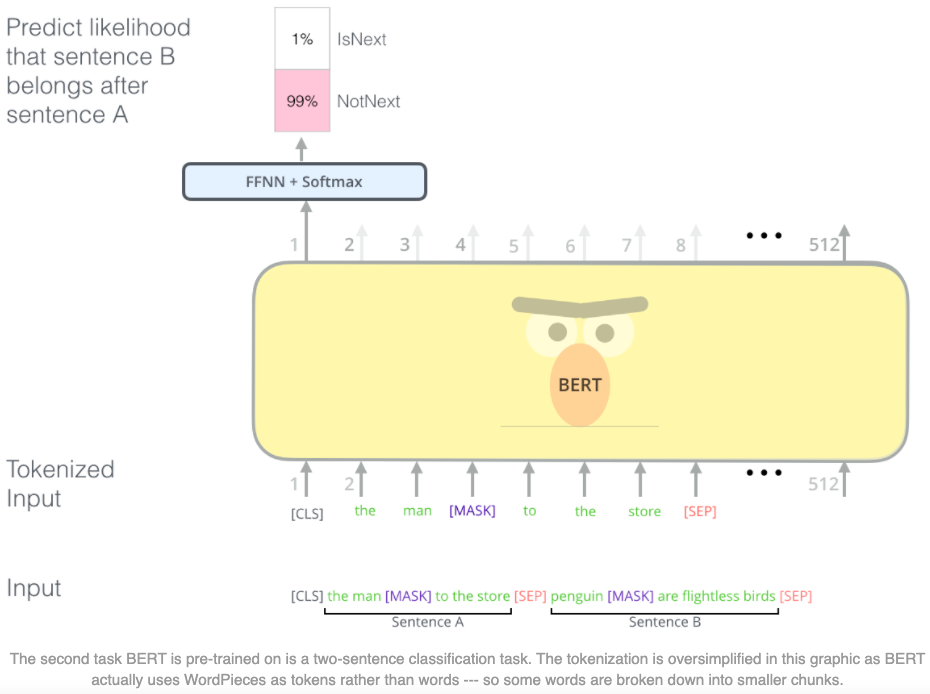 Predict likelihood
that sentence B
belongs after
sentence A
1% IsNext
99% NotNext
FFNN + Softmax
1 2 3 4 5 6 7 8 ••• 512
BERT
Tokenized
Input
1 2 ••• 512
[CLS] the man [MASK] to the store [SEP]
Input
[CLS] the man [MASK] to the store [SEP] penguin [MASK] are flightless birds [SEP]
Sentence A Sentence B
The second task BERT is pre-trained on is a two-sentence classification task. The tokenization is oversimplified in this graphic as BERT
actually uses WordPieces as tokens rather than words --- so some words are broken down into smaller chunks.